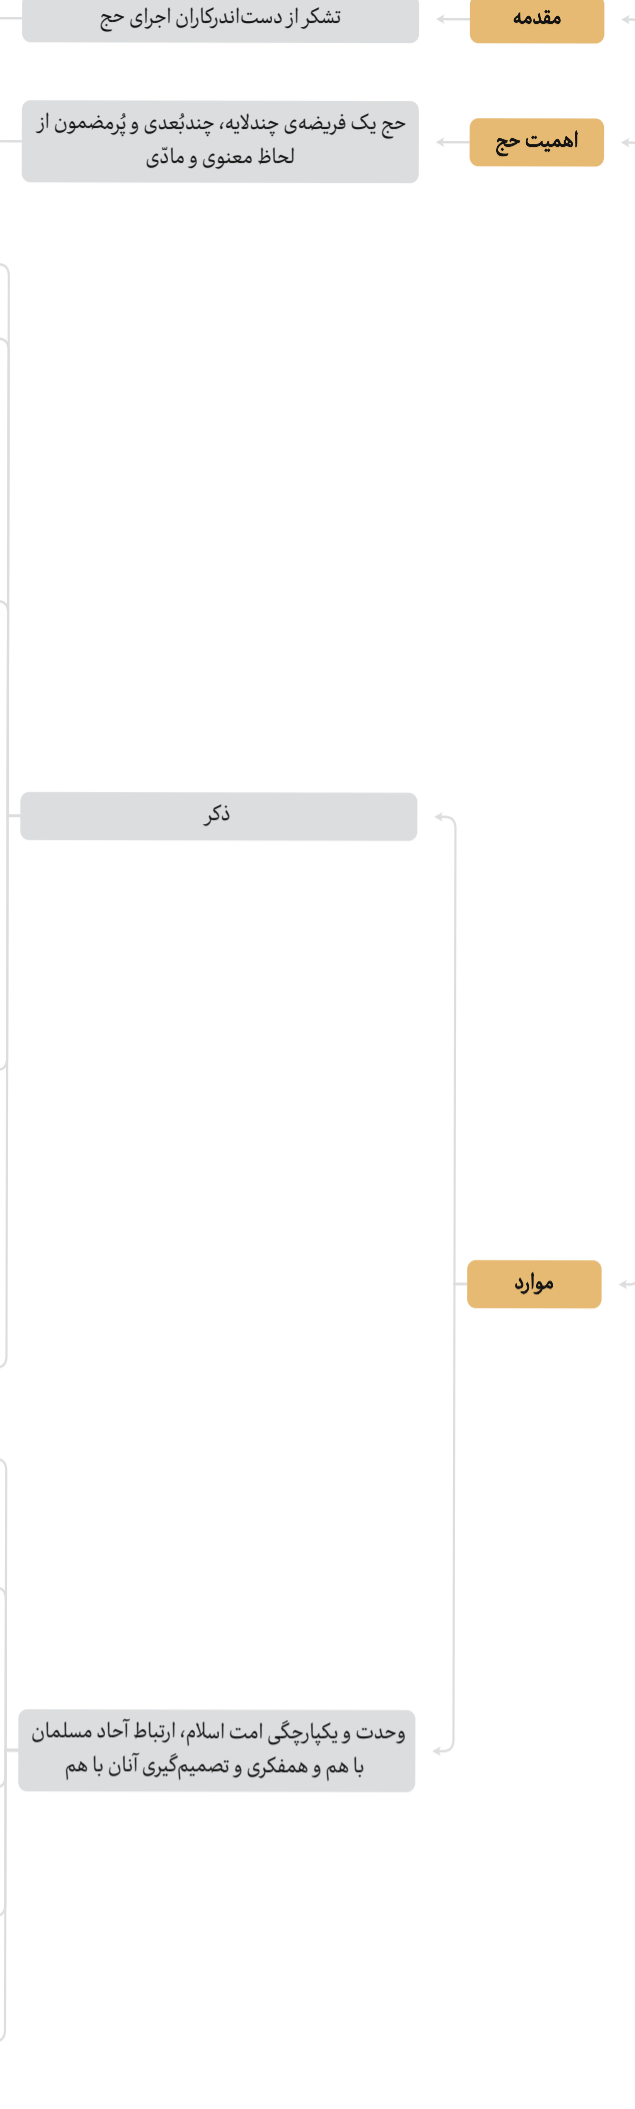 مقدمه
تشکر از دست‌اندرکاران اجرای حج
اهمیت حج
حج یک فریضه‌ی چندلایه، چندبُعدی و پُرمضمون از
لحاظ معنوی و مادّی
موارد
ذکر
وحدت و یکپارچگی امت اسلام، ارتباط آحاد مسلمان
با هم و همفکری و تصمیم‌گیری آنان با هم